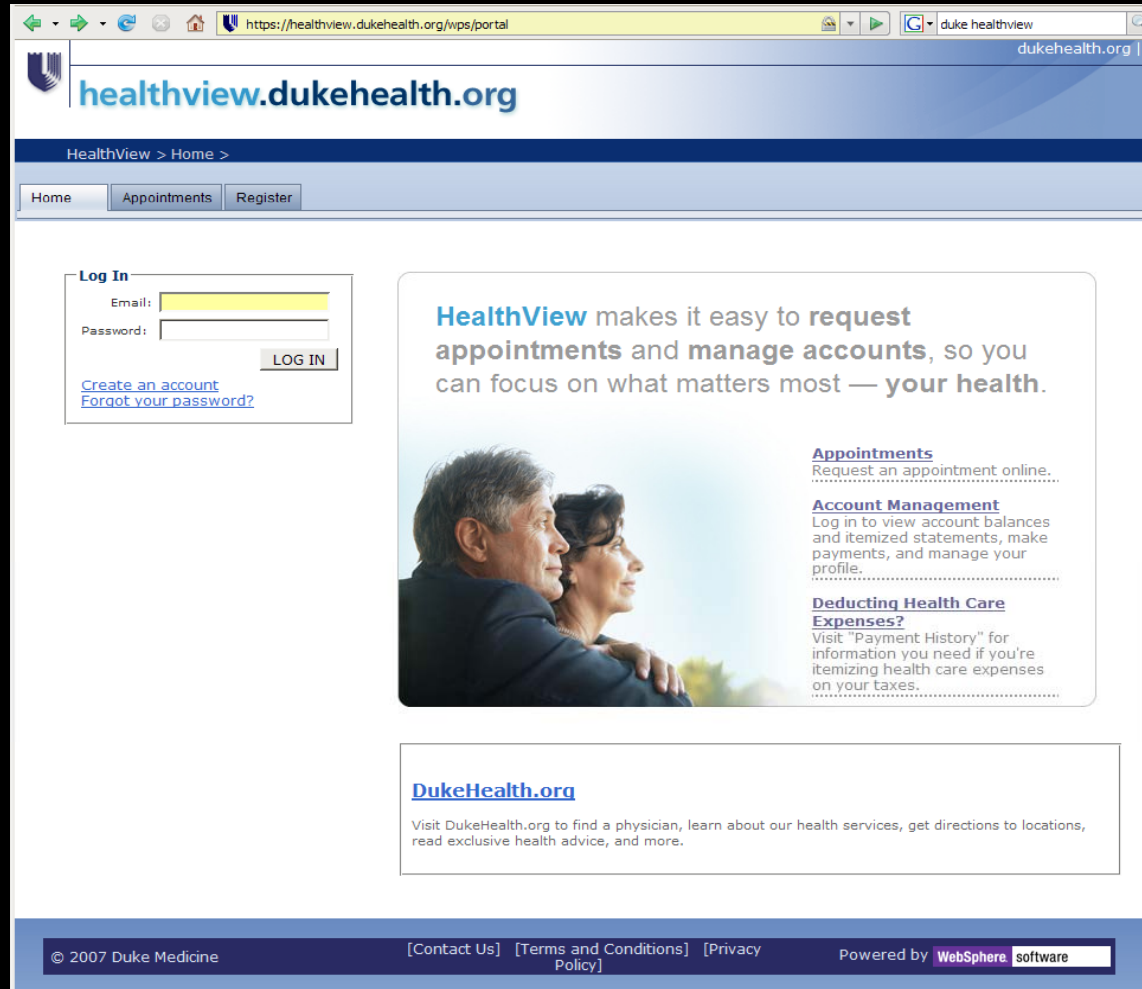 https://healthview.dukehealth.org/wps/portal
G
duke healthview
dukehealth.org |
healthview.dukehealth.org
HealthView > Home >
Home
Appointments
Register
Log In
Email:
Password:
LOG IN
Create an account
Forgot your password?
HealthView makes it easy to request
appointments and manage accounts, so you
can focus on what matters most — your health.
Appointments
Request an appointment online.
Account Management
Log in to view account balances
and itemized statements, make
payments, and manage your
profile.
Deducting Health Care
Expenses?
Visit "Payment History" for
information you need if you're
itemizing health care expenses
on your taxes.
DukeHealth.org
Visit DukeHealth.org to find a physician, learn about our health services, get directions to locations,
read exclusive health advice, and more.
© 2007 Duke Medicine
[Contact Us] [Terms and Conditions] [Privacy
Policy]
Powered by WebSphere. software